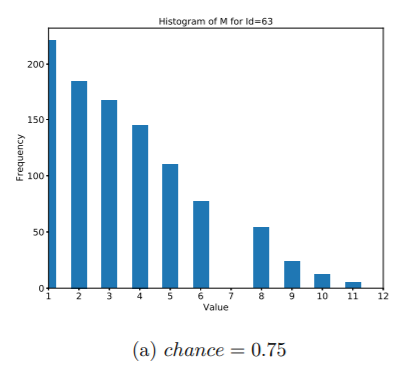 Histogram of M for Id=63
Frequency
200
150
100
50
0
1 2 3 4 5 6 7 8 9 10 11 12
Value
(a) chance = 0.75